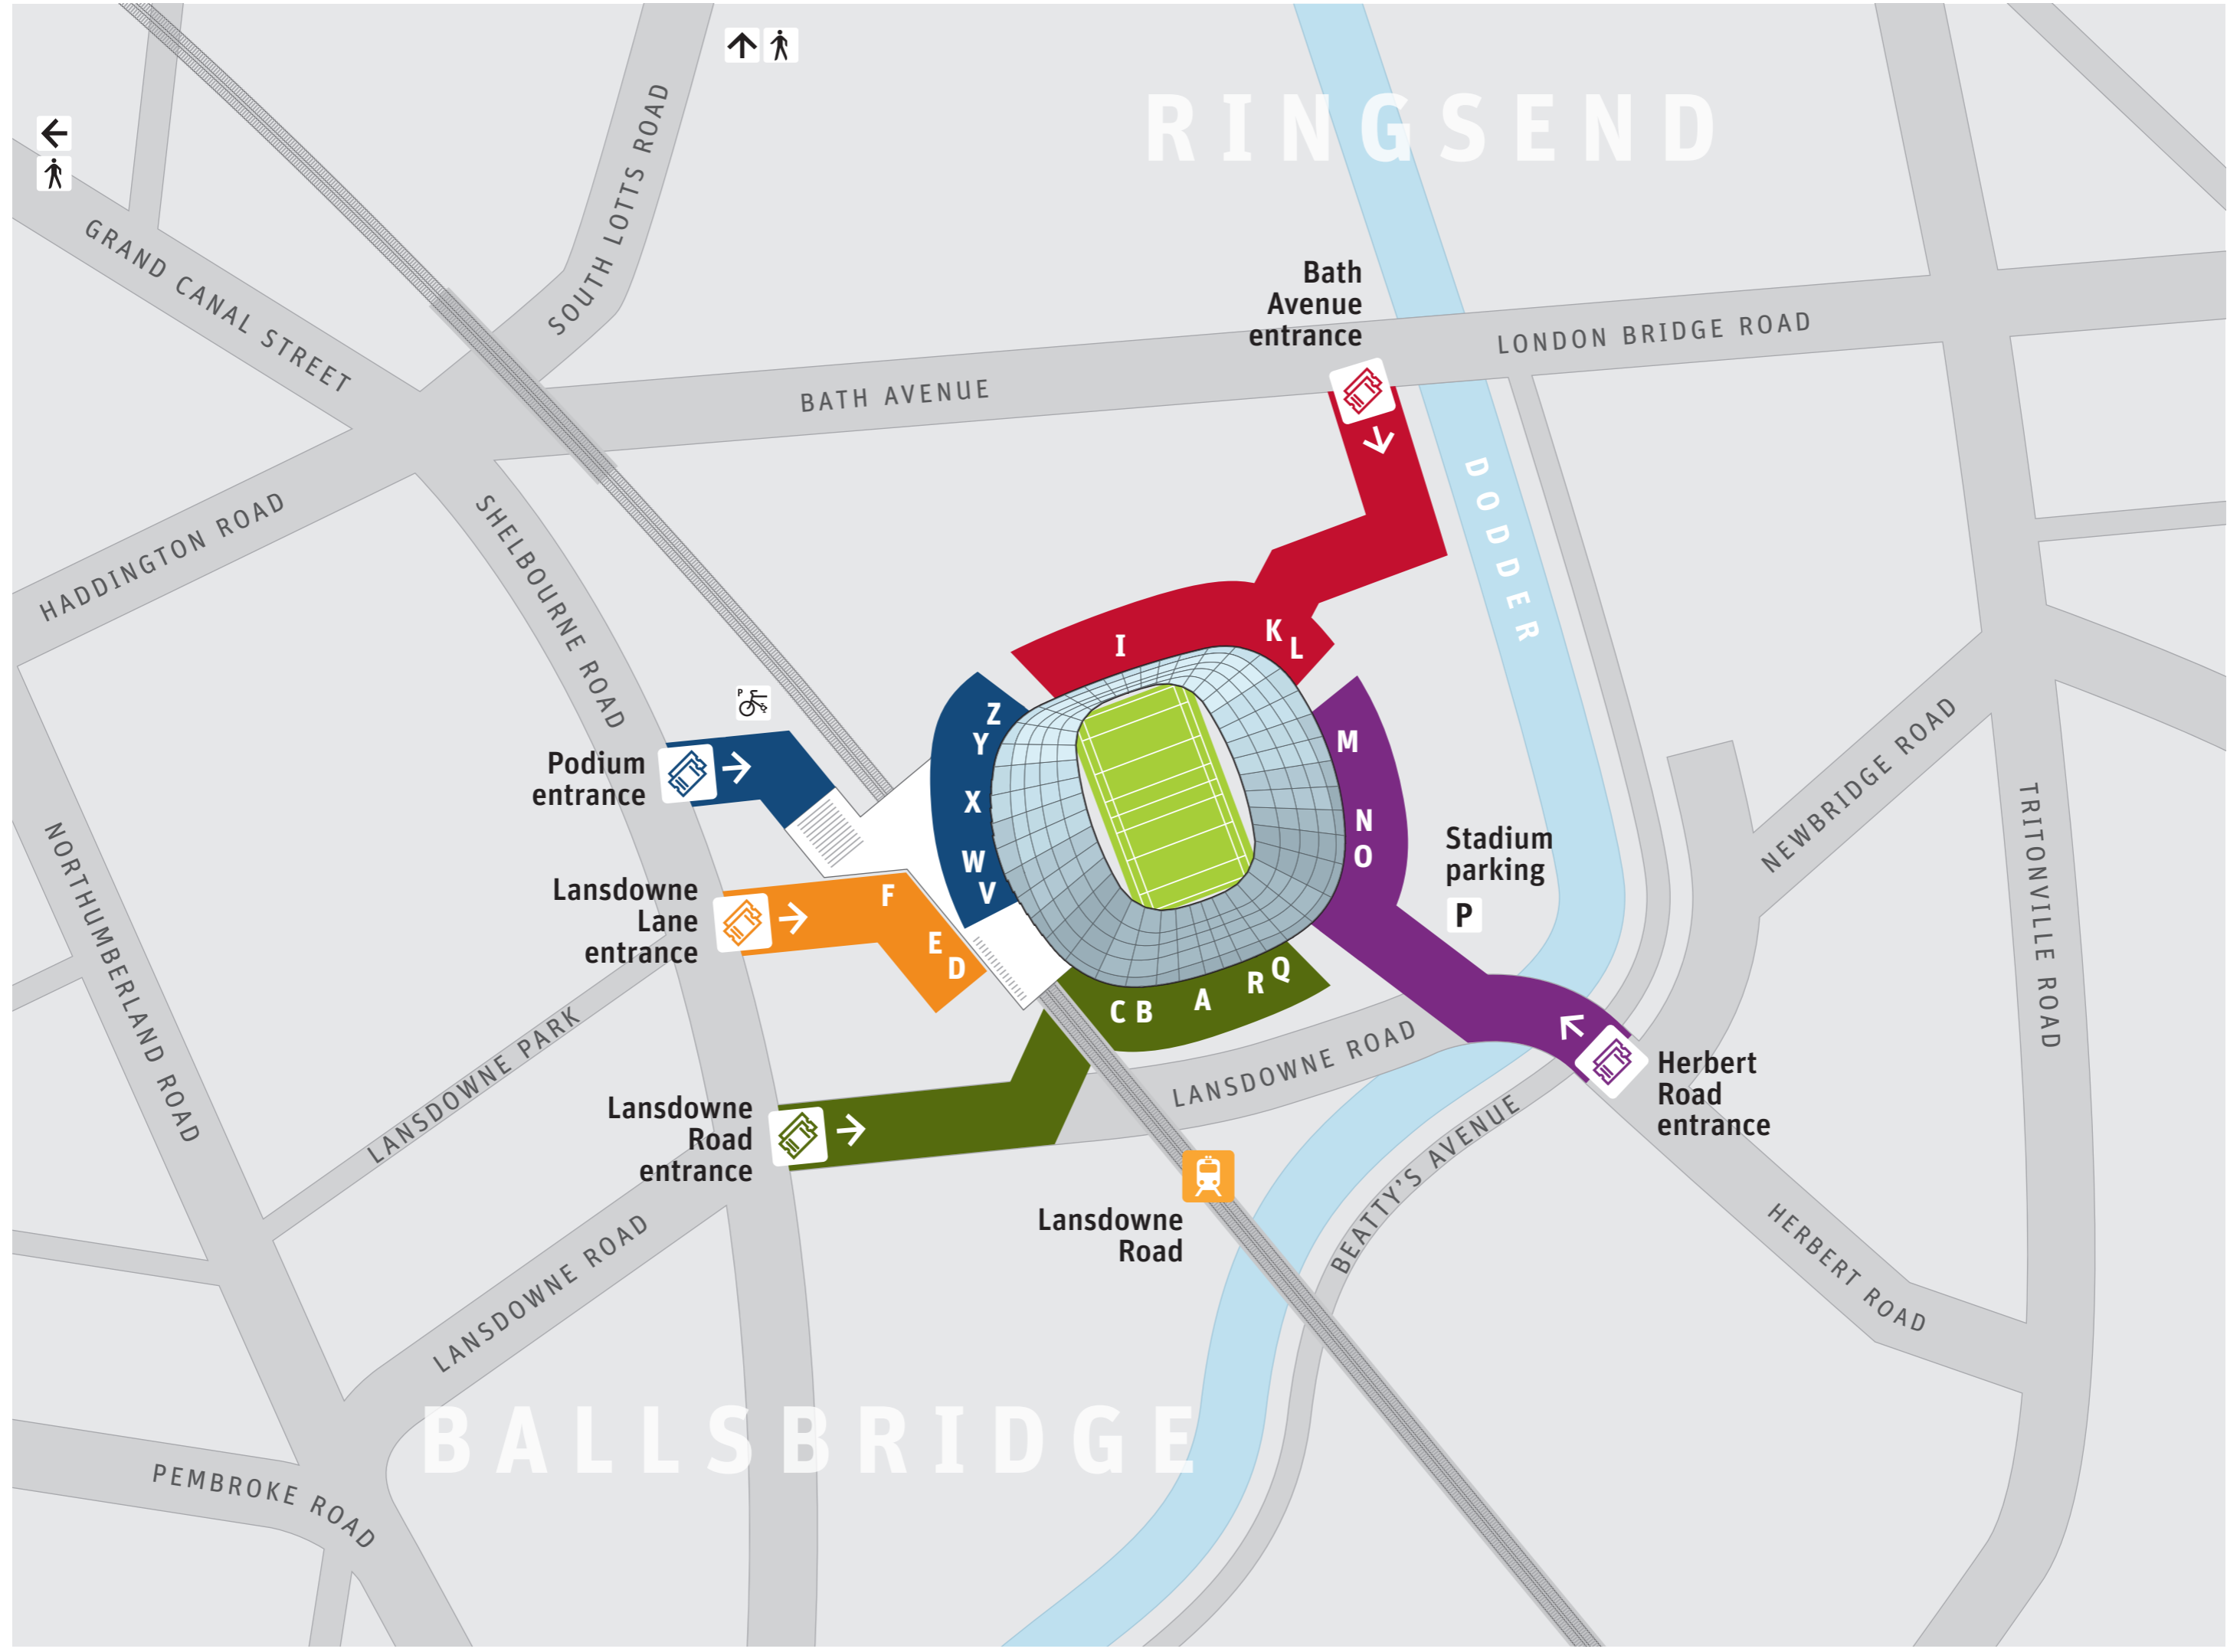 RINGSEND
SOUTH LOTTS ROAD
GRAND CANAL STREET
Bath
Avenue
entrance
LONDON BRIDGE ROAD
BATH AVENUE
DODDER
HADDINGTON ROAD
SHELBOURNE ROAD
I
K
L
P
Z
Y
X
W
V
M
N
O
Podium
entrance
Stadium
parking
P
NEWBRIDGE ROAD
TRITONVILLE ROAD
NORTHUMBERLAND ROAD
Lansdowne
Lane
entrance
F
E
D
C B
A
R
Q
LANSDOWNE PARK
LANSDOWNE ROAD
Herbert
Road
entrance
Lansdowne
Road
entrance
Lansdowne
Road
BEATTY'S AVENUE
HERBERT ROAD
LANSDOWNE ROAD
BALLSBRIDGE
PEMBROKE ROAD